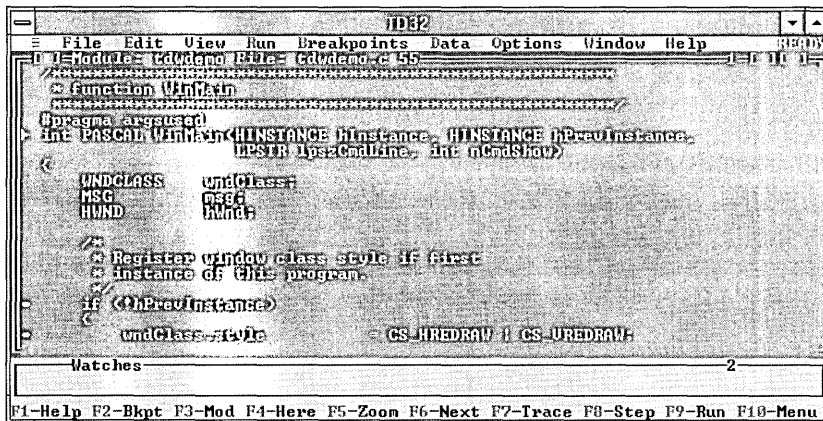 TD32
≡ File Edit View Run Breakpoints Data Options Window Help READY
[ ]=Module: tdwdemo File: tdwdemo.c 55 1=[ ][ ]=
/*********************************************************
* function WinMain
*********************************************************/
#pragma argsused
int PASCAL WinMain(HINSTANCE hInstance, HINSTANCE hPrevInstance,
LPSTR lpszCmdLine, int nCmdShow)
{
WNDCLASS wndClass;
MSG msg;
HWND hWnd;
/*
* Register window class style if first
* instance of this program.
*/
if (!hPrevInstance)
{
wndClass.style = CS_HREDRAW | CS_VREDRAW;
Watches 2
F1-Help F2-Bkpt F3-Mod F4-Here F5-Zoom F6-Next F7-Trace F8-Step F9-Run F10-Menu